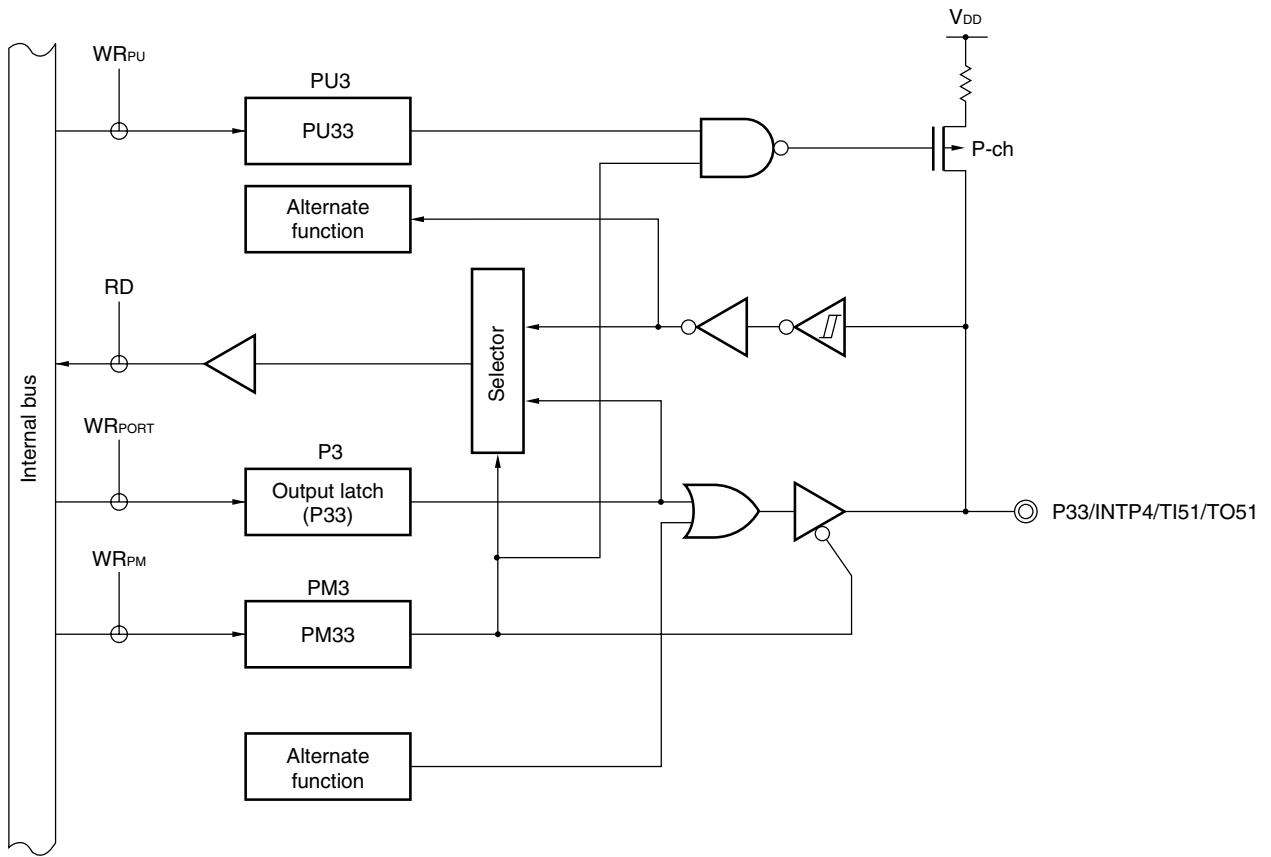 VDD
WRPU
PU3
PU33
P-ch
Alternate
function
RD
Selector
Internal bus
WRPORT
P3
Output latch
(P33)
P33/INTP4/TI51/TO51
WRPM
PM3
PM33
Alternate
function